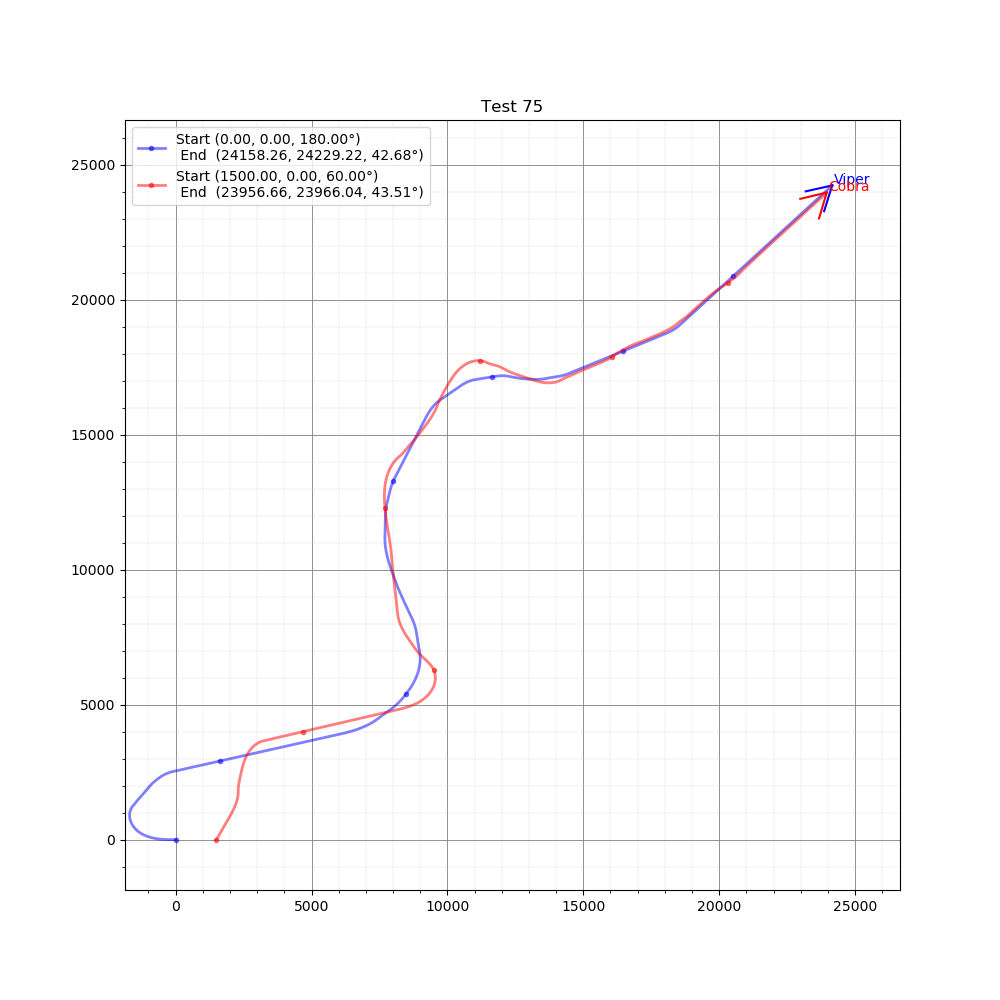 Test 75
Start (0.00, 0.00, 180.00°)
End  (24158.26, 24229.22, 42.68°)
Start (1500.00, 0.00, 60.00°)
End  (23956.66, 23966.04, 43.51°)
Viper
Cobra
25000
20000
15000
10000
5000
0
0 5000 10000 15000 20000 25000